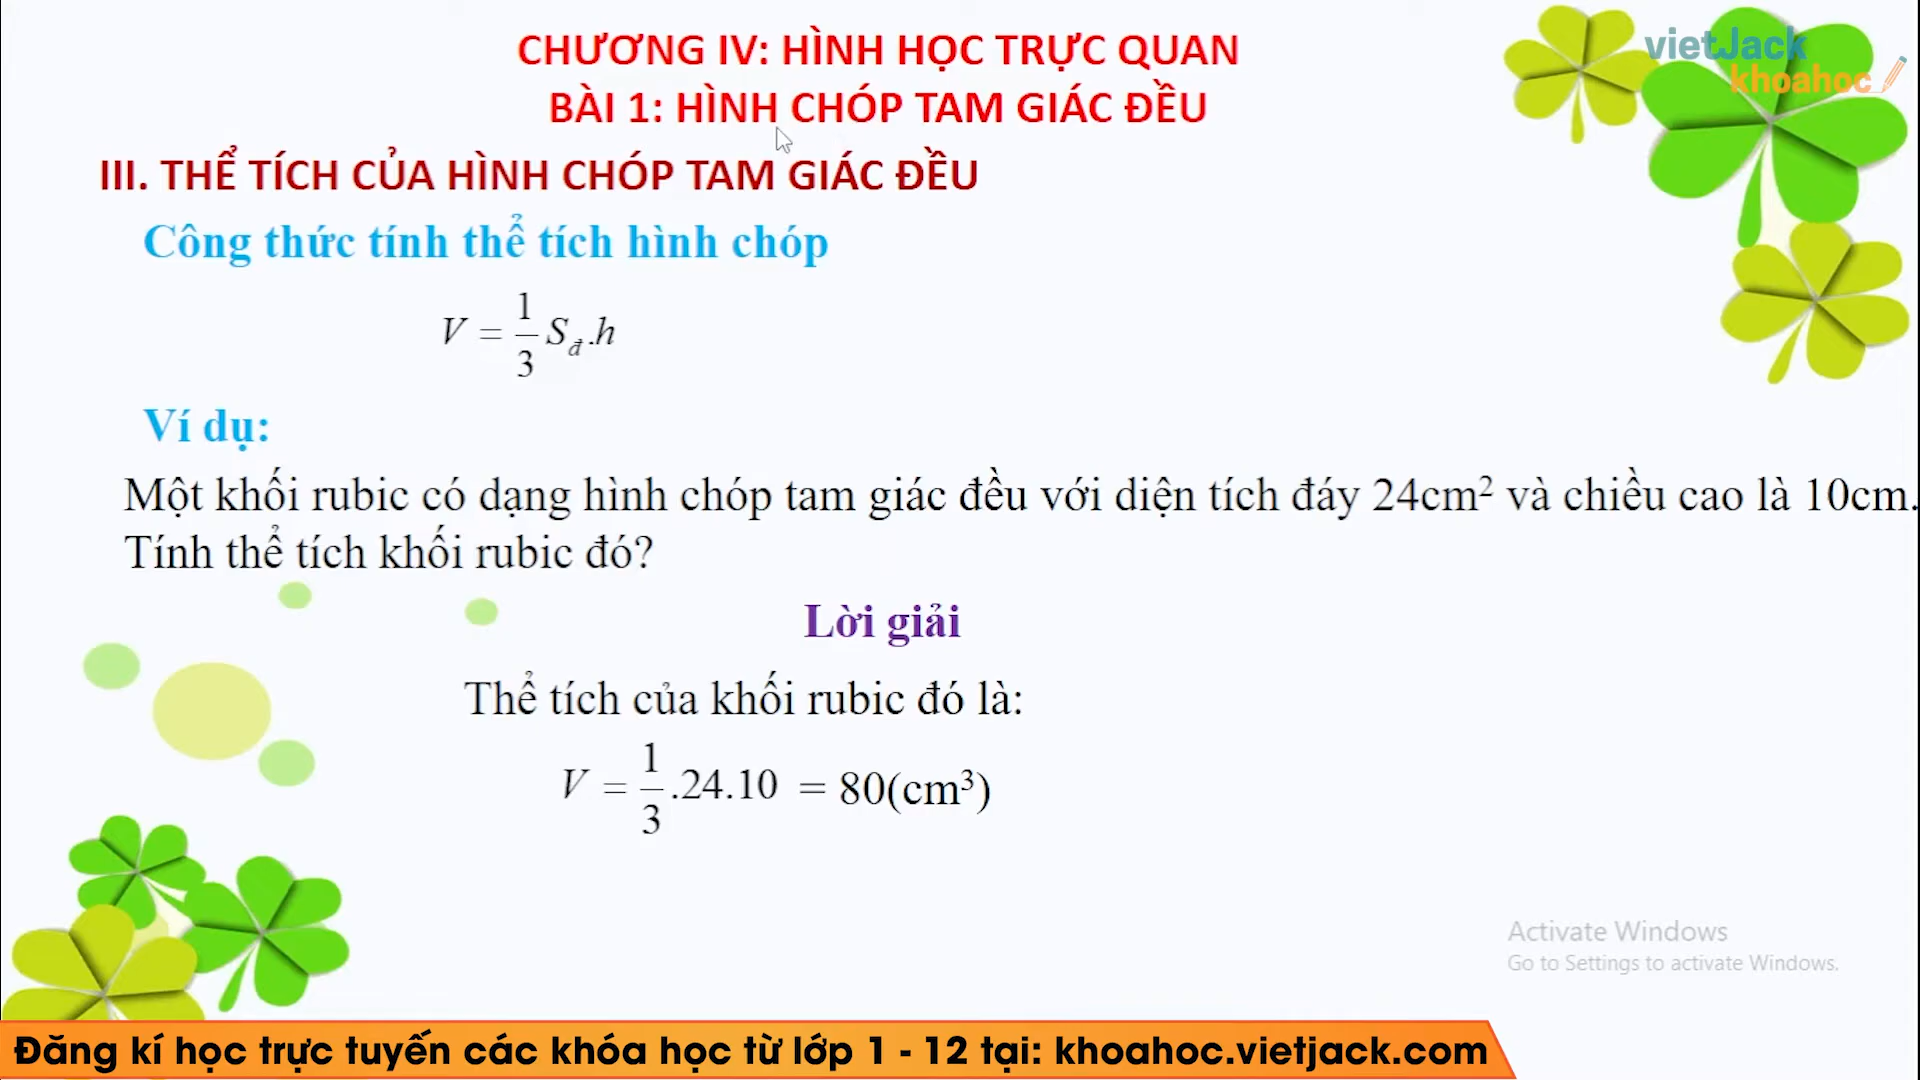 vietJack
khoahoc
CHƯƠNG IV: HÌNH HỌC TRỰC QUAN
BÀI 1: HÌNH CHÓP TAM GIÁC ĐỀU
III. THỂ TÍCH CỦA HÌNH CHÓP TAM GIÁC ĐỀU
Công thức tính thể tích hình chóp
V = 1/3 S_đ.h
Ví dụ:
Một khối rubic có dạng hình chóp tam giác đều với diện tích đáy 24cm² và chiều cao là 10cm.
Tính thể tích khối rubic đó?
Lời giải
Thể tích của khối rubic đó là:
V = 1/3 .24.10 = 80(cm³)
Activate Windows
Go to Settings to activate Windows.
Đăng kí học trực tuyến các khóa học từ lớp 1 - 12 tại: khoahoc.vietjack.com